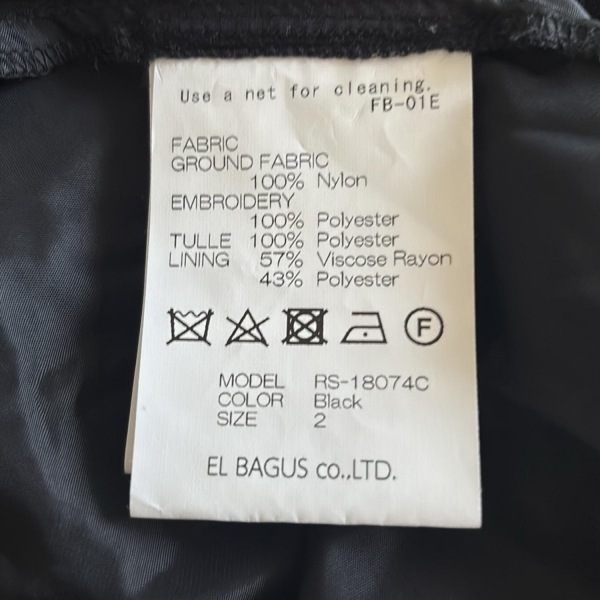 Use a net for cleaning.
FB-01E
FABRIC
GROUND FABRIC
100% Nylon
EMBROIDERY
100% Polyester
TULLE 100% Polyester
LINING 57% Viscose Rayon
43% Polyester
F
MODEL RS-18074C
COLOR Black
SIZE 2
EL BAGUS co.,LTD.